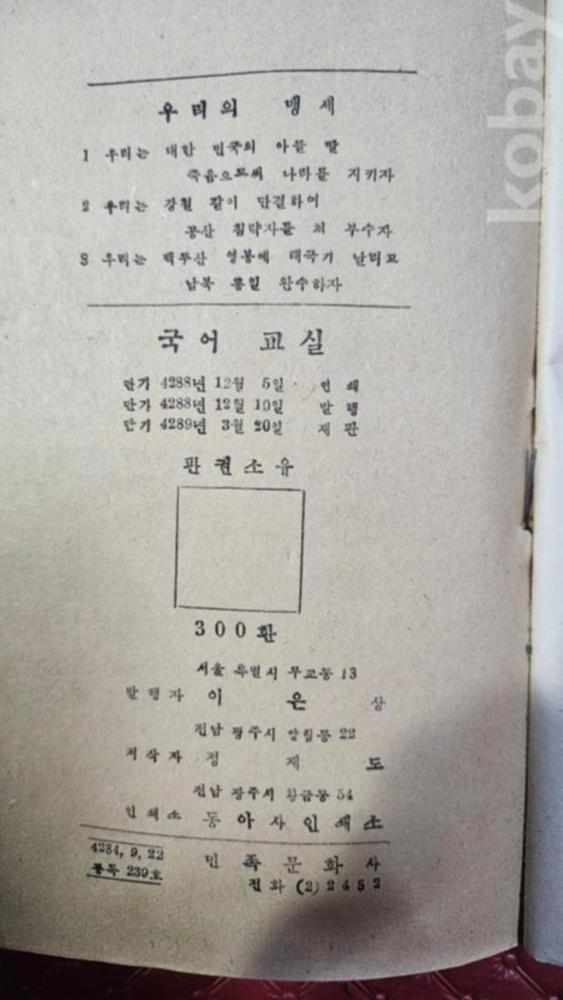 우리의 맹세
1 우리는 대한 민국의 아들 딸
죽음으로써 나라를 지키자
2 우리는 강철 같이 단결하여
공산 침략자를 쳐 부수자
3 우리는 백두산 영봉에 태극기 날리고
남북 통일 완수하자
국어 교실
단기 4288년 12월 5일 인쇄
단기 4288년 12월 10일 발행
단기 4289년 3월 20일 재판
판권소유
300환
서울 특별시 무교동 13
발행자 이은상
전남 광주시 양림동 22
저작자 정제도
전남 광주시 황금동 54
인쇄소 동아사인쇄소
4284, 9, 22
등록 239호
민족문화사
전화 (2) 2452
kobay